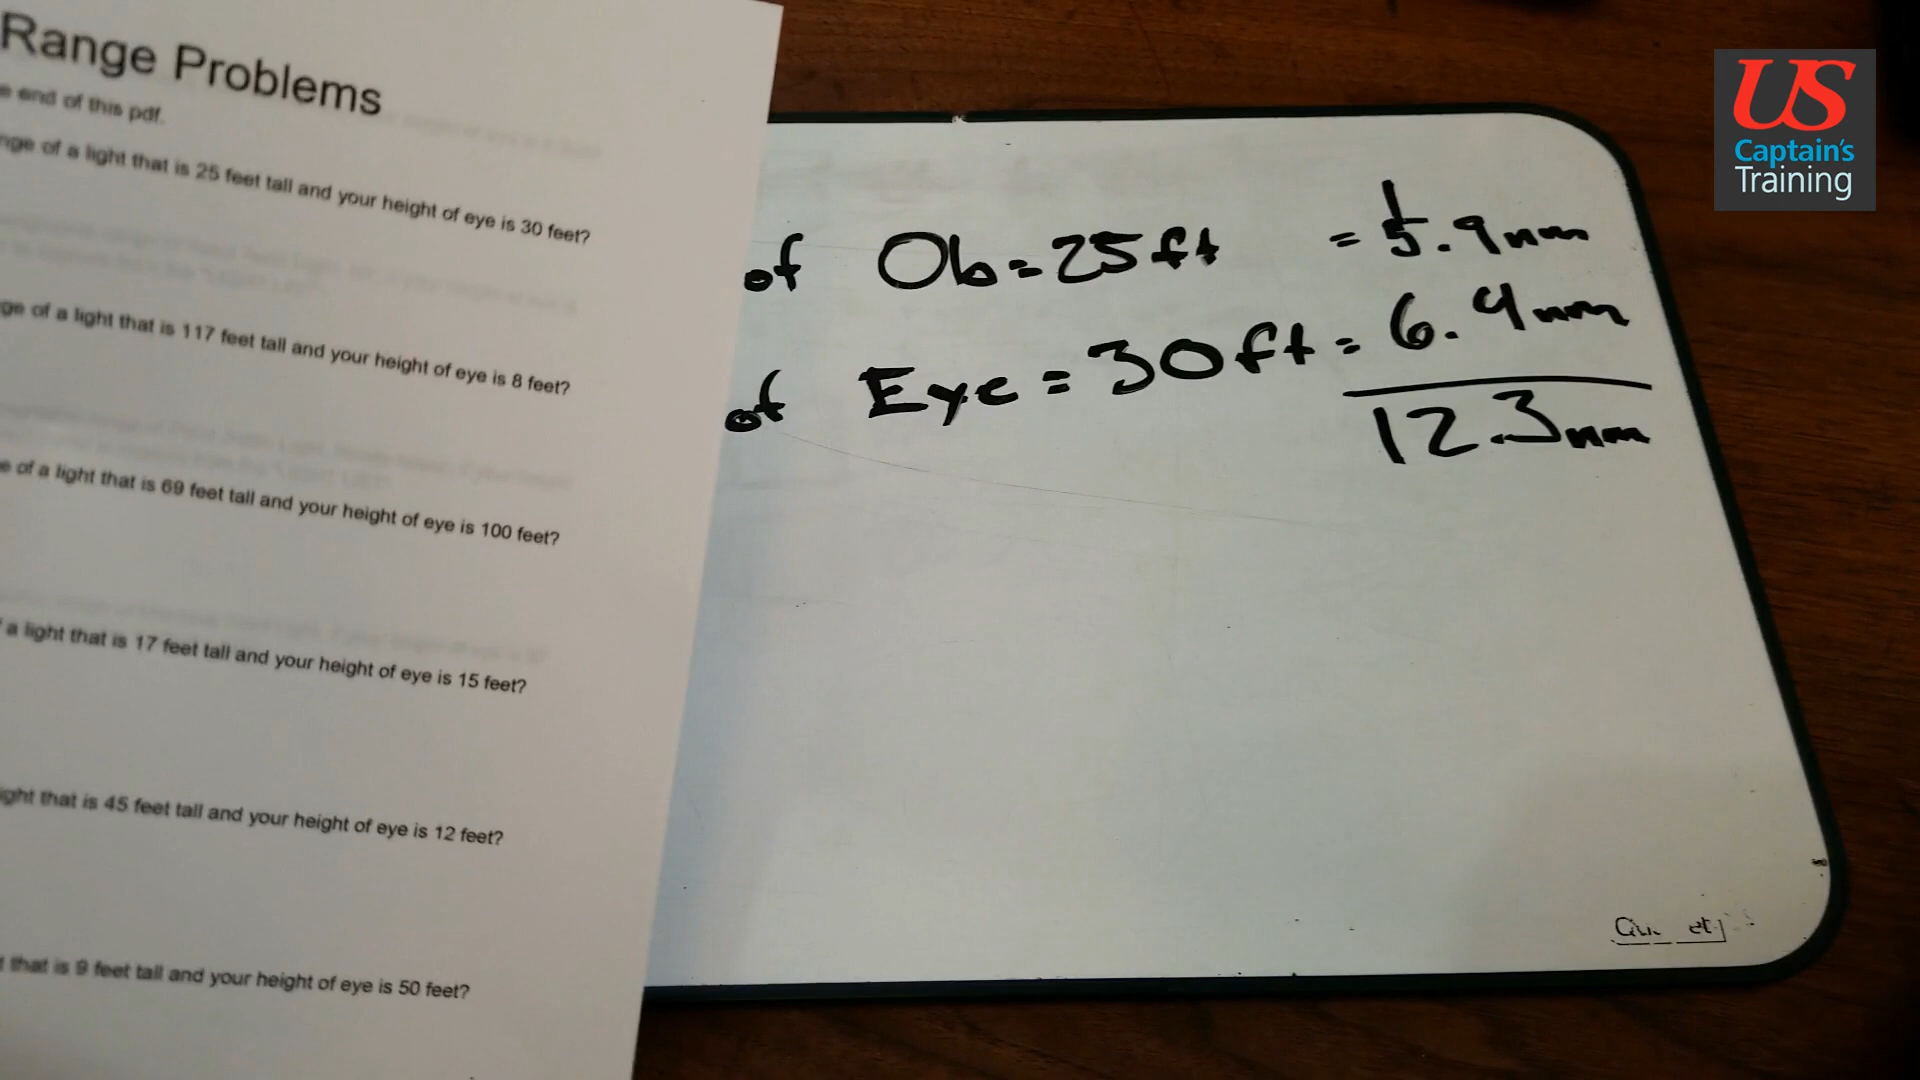 Range Problems
end of this pdf.
of a light that is 25 feet tall and your height of eye is 30 feet?
of a light that is 117 feet tall and your height of eye is 8 feet?
of a light that is 69 feet tall and your height of eye is 100 feet?
a light that is 17 feet tall and your height of eye is 15 feet?
that is 45 feet tall and your height of eye is 12 feet?
that is 9 feet tall and your height of eye is 50 feet?
of Ob = 25ft = 5.9nm
of Eye = 30ft = 6.4nm
12.3nm
US
Captain's
Training